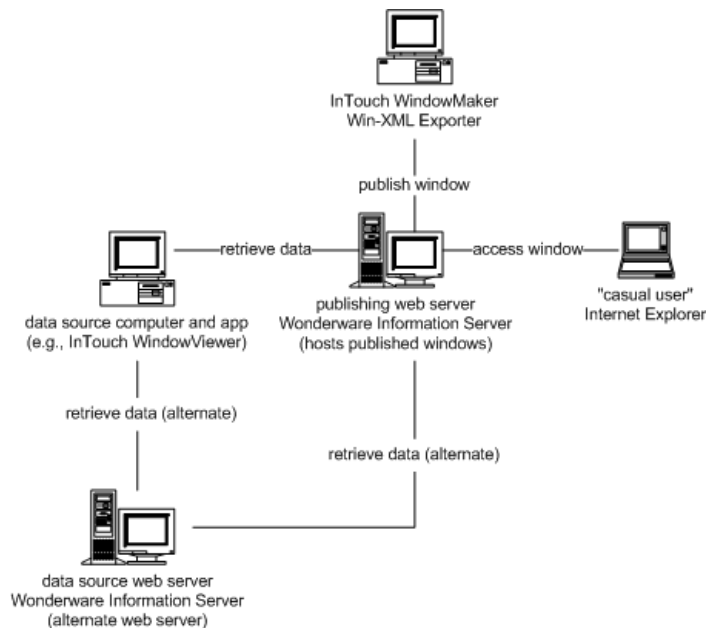 InTouch WindowMaker
Win-XML Exporter
publish window
retrieve data
access window
data source computer and app
(e.g., InTouch WindowViewer)
publishing web server
Wonderware Information Server
(hosts published windows)
"casual user"
Internet Explorer
retrieve data (alternate)
retrieve data (alternate)
data source web server
Wonderware Information Server
(alternate web server)